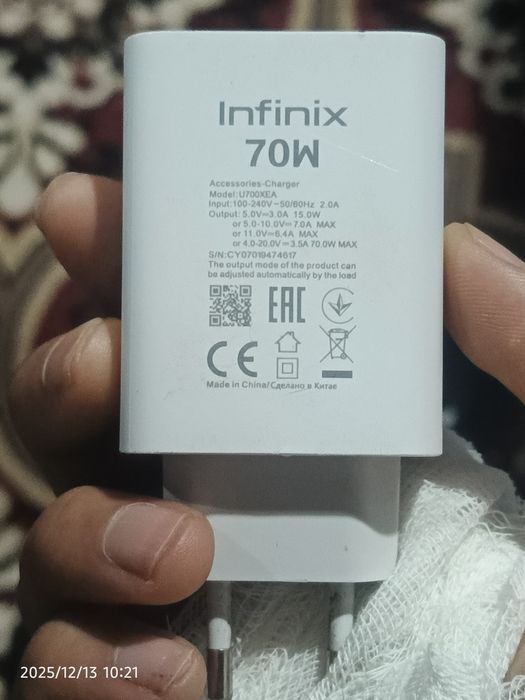 Infinix
70W
Accessories-Charger
Model:U700XEA
Input:100-240V~50/60Hz 2.0A
Output: 5.0V⎓3.0A 15.0W
or 5.0-10.0V⎓7.0A MAX
or 11.0V⎓6.4A MAX
or 4.0-20.0V⎓3.5A 70.0W MAX
S/N:CY07019474617
The output mode of the product can
be adjusted automatically by the load
EAC
CE
Made in China/Сделано в Китае
2025/12/13 10:21